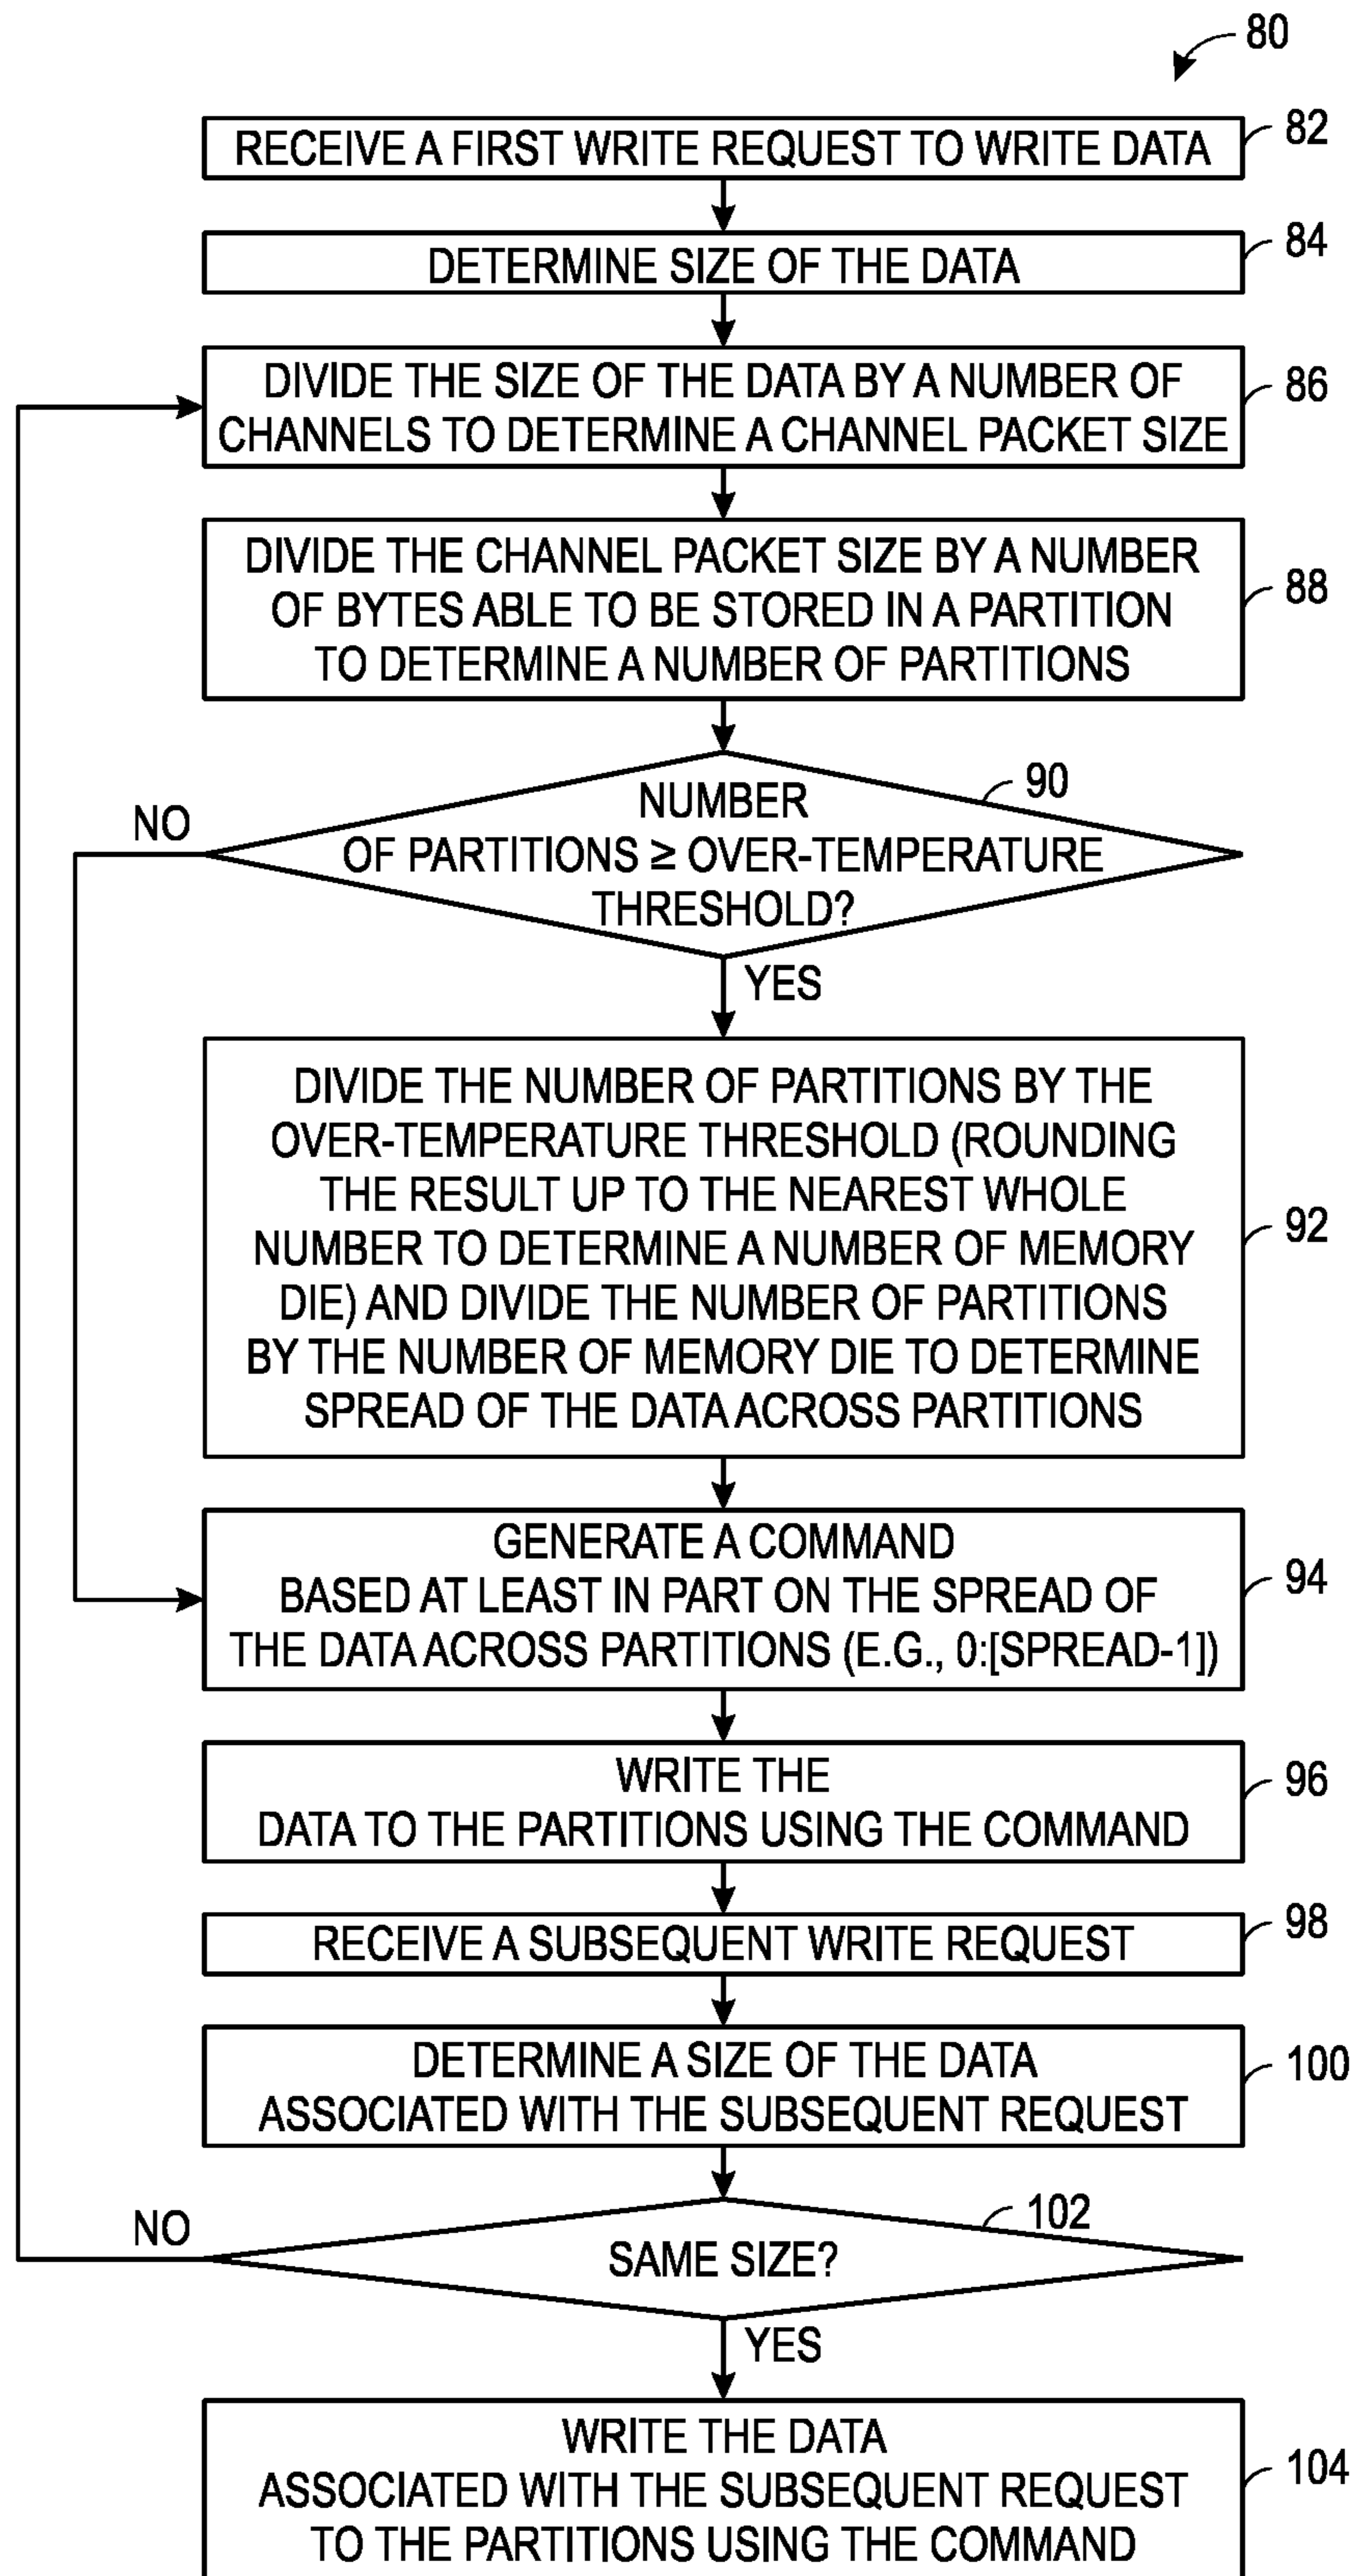 80
RECEIVE A FIRST WRITE REQUEST TO WRITE DATA
82
DETERMINE SIZE OF THE DATA
84
DIVIDE THE SIZE OF THE DATA BY A NUMBER OF
CHANNELS TO DETERMINE A CHANNEL PACKET SIZE
86
DIVIDE THE CHANNEL PACKET SIZE BY A NUMBER
OF BYTES ABLE TO BE STORED IN A PARTITION
TO DETERMINE A NUMBER OF PARTITIONS
88
90
NUMBER
OF PARTITIONS ≥ OVER-TEMPERATURE
THRESHOLD?
NO
YES
DIVIDE THE NUMBER OF PARTITIONS BY THE
OVER-TEMPERATURE THRESHOLD (ROUNDING
THE RESULT UP TO THE NEAREST WHOLE
NUMBER TO DETERMINE A NUMBER OF MEMORY
DIE) AND DIVIDE THE NUMBER OF PARTITIONS
BY THE NUMBER OF MEMORY DIE TO DETERMINE
SPREAD OF THE DATA ACROSS PARTITIONS
92
GENERATE A COMMAND
BASED AT LEAST IN PART ON THE SPREAD OF
THE DATA ACROSS PARTITIONS (E.G., 0:[SPREAD-1])
94
WRITE THE
DATA TO THE PARTITIONS USING THE COMMAND
96
RECEIVE A SUBSEQUENT WRITE REQUEST
98
DETERMINE A SIZE OF THE DATA
ASSOCIATED WITH THE SUBSEQUENT REQUEST
100
102
SAME SIZE?
NO
YES
WRITE THE DATA
ASSOCIATED WITH THE SUBSEQUENT REQUEST
TO THE PARTITIONS USING THE COMMAND
104